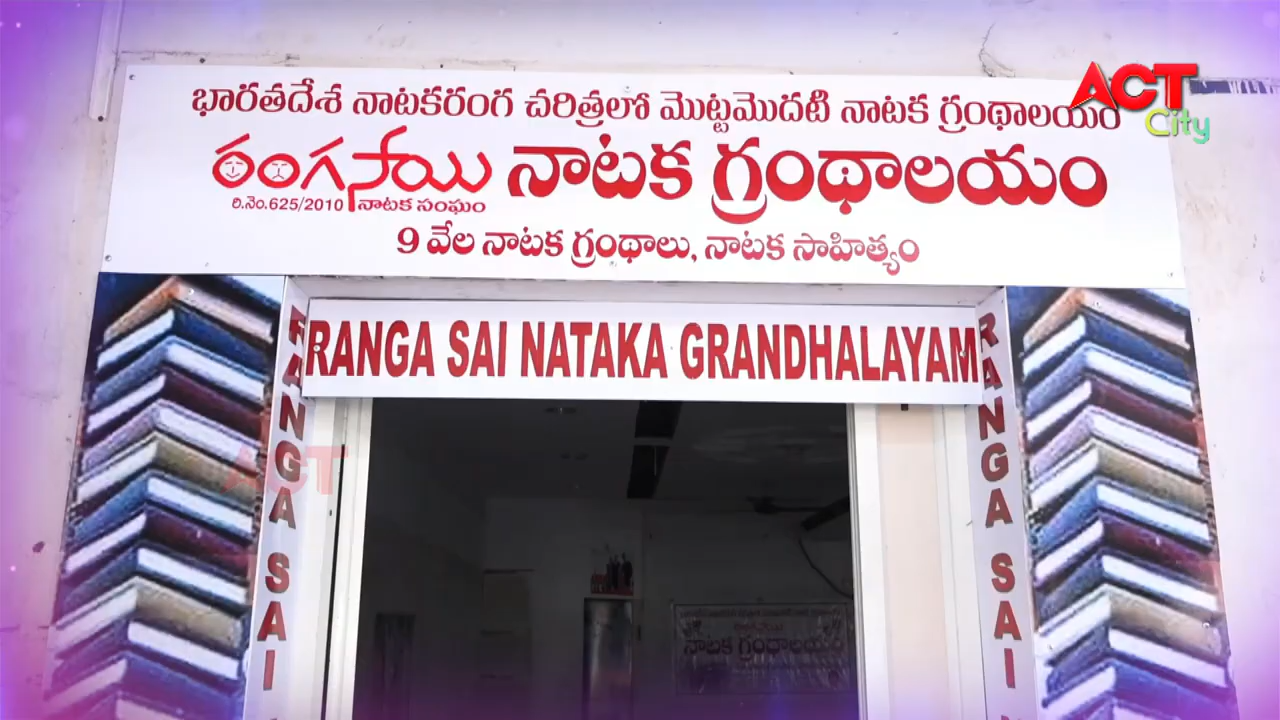 భారతదేశ నాటకరంగ చరిత్రలో మొట్టమొదటి నాటక గ్రంథాలయం
ACT
City
రంగసాయి నాటక గ్రంథాలయం
రి.నెం.625/2010 నాటక సంఘం
9 వేల నాటక గ్రంథాలు, నాటక సాహిత్యం
RANGA SAI NATAKA GRANDHALAYAM
RANGA SAI
RANGA SAI
ACT
నాటక గ్రంథాలయం